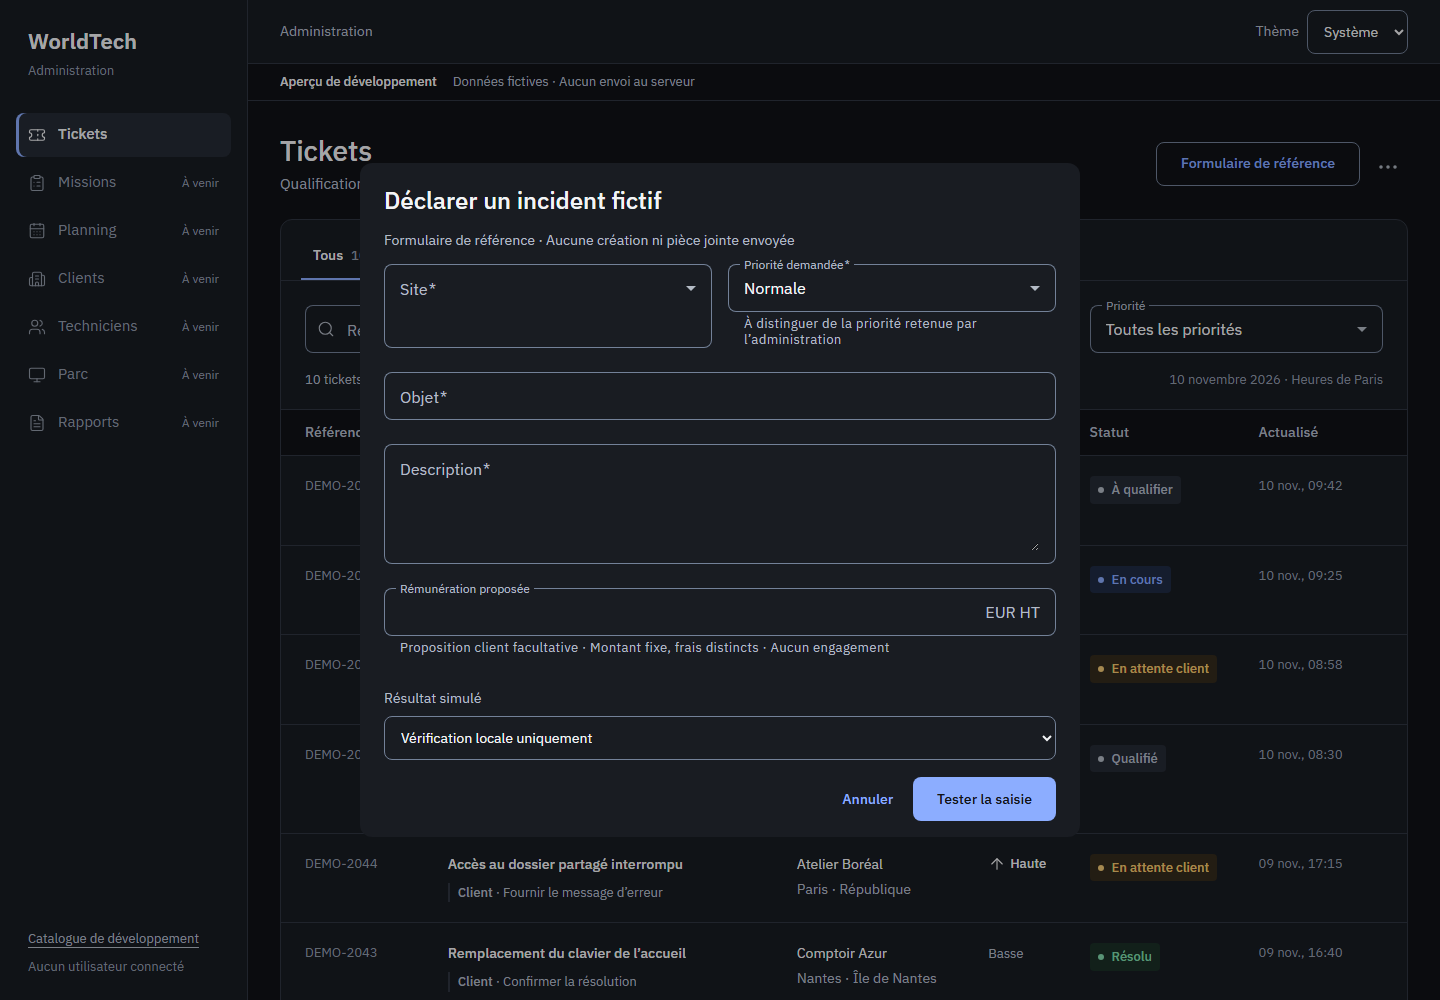 WorldTech
Administration
Tickets
Missions À venir
Planning À venir
Clients À venir
Techniciens À venir
Parc À venir
Rapports À venir
Catalogue de développement
Aucun utilisateur connecté
Administration
Thème Système
Aperçu de développement Données fictives · Aucun envoi au serveur
Tickets
Qualification
Formulaire de référence
Tous
Priorité
Toutes les priorités
10 tickets
10 novembre 2026 · Heures de Paris
Statut Actualisé
À qualifier 10 nov., 09:42
En cours 10 nov., 09:25
En attente client 10 nov., 08:58
Qualifié 10 nov., 08:30
DEMO-2044 Accès au dossier partagé interrompu Atelier Boréal Haute En attente client 09 nov., 17:15
Client · Fournir le message d’erreur Paris · République
DEMO-2043 Remplacement du clavier de l’accueil Comptoir Azur Basse Résolu 09 nov., 16:40
Client · Confirmer la résolution Nantes · Île de Nantes
Déclarer un incident fictif
Formulaire de référence · Aucune création ni pièce jointe envoyée
Site*
Priorité demandée*
Normale
À distinguer de la priorité retenue par
l’administration
Objet*
Description*
Rémunération proposée
EUR HT
Proposition client facultative · Montant fixe, frais distincts · Aucun engagement
Résultat simulé
Vérification locale uniquement
Annuler Tester la saisie